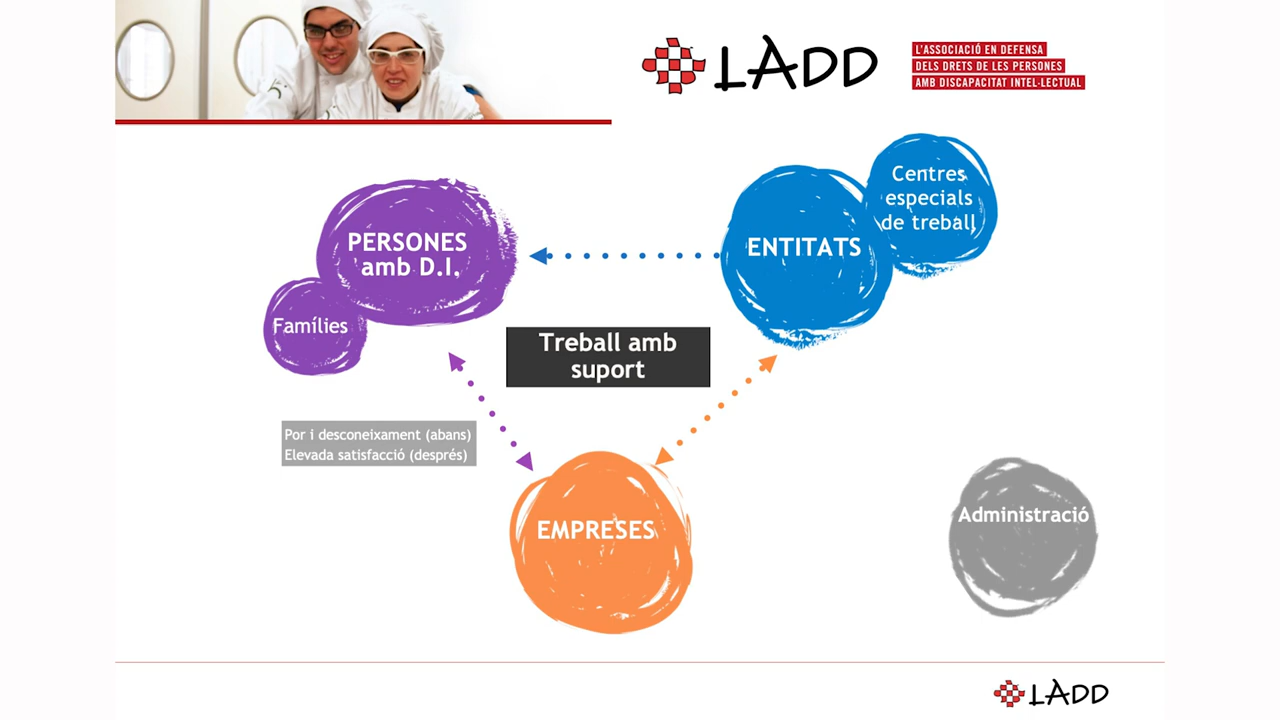 LADD
L'ASSOCIACIÓ EN DEFENSA
DELS DRETS DE LES PERSONES
AMB DISCAPACITAT INTEL·LECTUAL
Centres
especials
de treball
PERSONES
amb D.I.
ENTITATS
Famílies
Treball amb
suport
Por i desconeixament (abans)
Elevada satisfacció (després)
EMPRESES
Administració
LADD